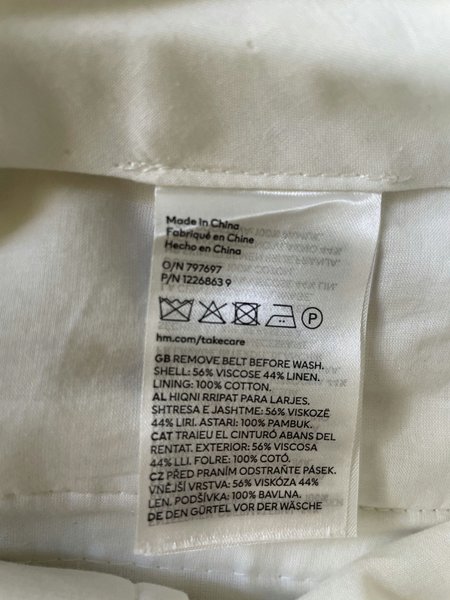 Made in China
Fabriqué en Chine
Hecho en China
O/N 797697
P/N 1226863 9
P
hm.com/takecare
GB REMOVE BELT BEFORE WASH.
SHELL: 56% VISCOSE 44% LINEN.
LINING: 100% COTTON.
AL HIQNI RRIPAT PARA LARJES.
SHTRESA E JASHTME: 56% VISKOZË
44% LIRI. ASTARI: 100% PAMBUK.
CAT TRAIEU EL CINTURÓ ABANS DEL
RENTAT. EXTERIOR: 56% VISCOSA
44% LLI. FOLRE: 100% COTÓ.
CZ PŘED PRANÍM ODSTRAŇTE PÁSEK.
VNĚJŠÍ VRSTVA: 56% VISKÓZA 44%
LEN. PODŠÍVKA: 100% BAVLNA.
DE DEN GÜRTEL VOR DER WÄSCHE